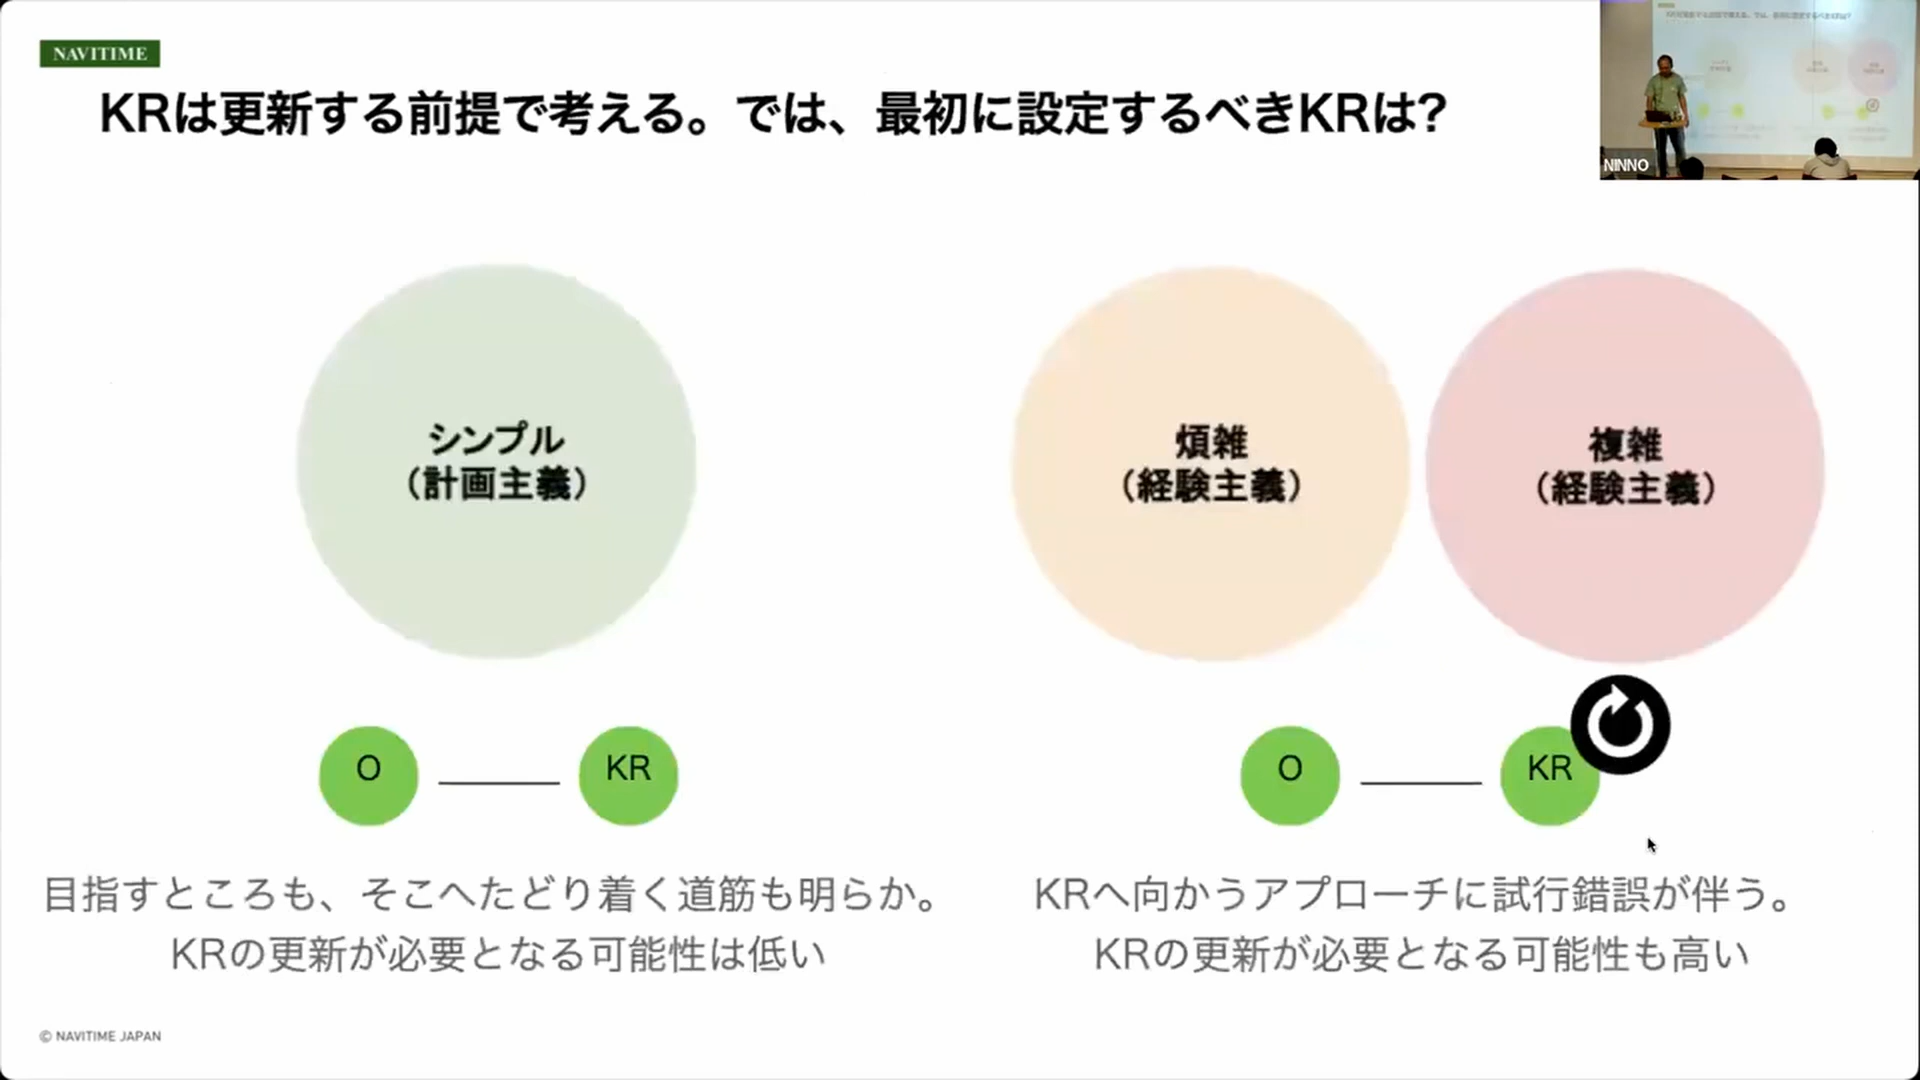 NAVITIME
KRは更新する前提で考える。では、最初に設定するべきKRは?
NINNO
シンプル
（計画主義）
煩雑
（経験主義）
複雑
（経験主義）
O
KR
O
KR
目指すところも、そこへたどり着く道筋も明らか。
KRの更新が必要となる可能性は低い
KRへ向かうアプローチに試行錯誤が伴う。
KRの更新が必要となる可能性も高い
© NAVITIME JAPAN